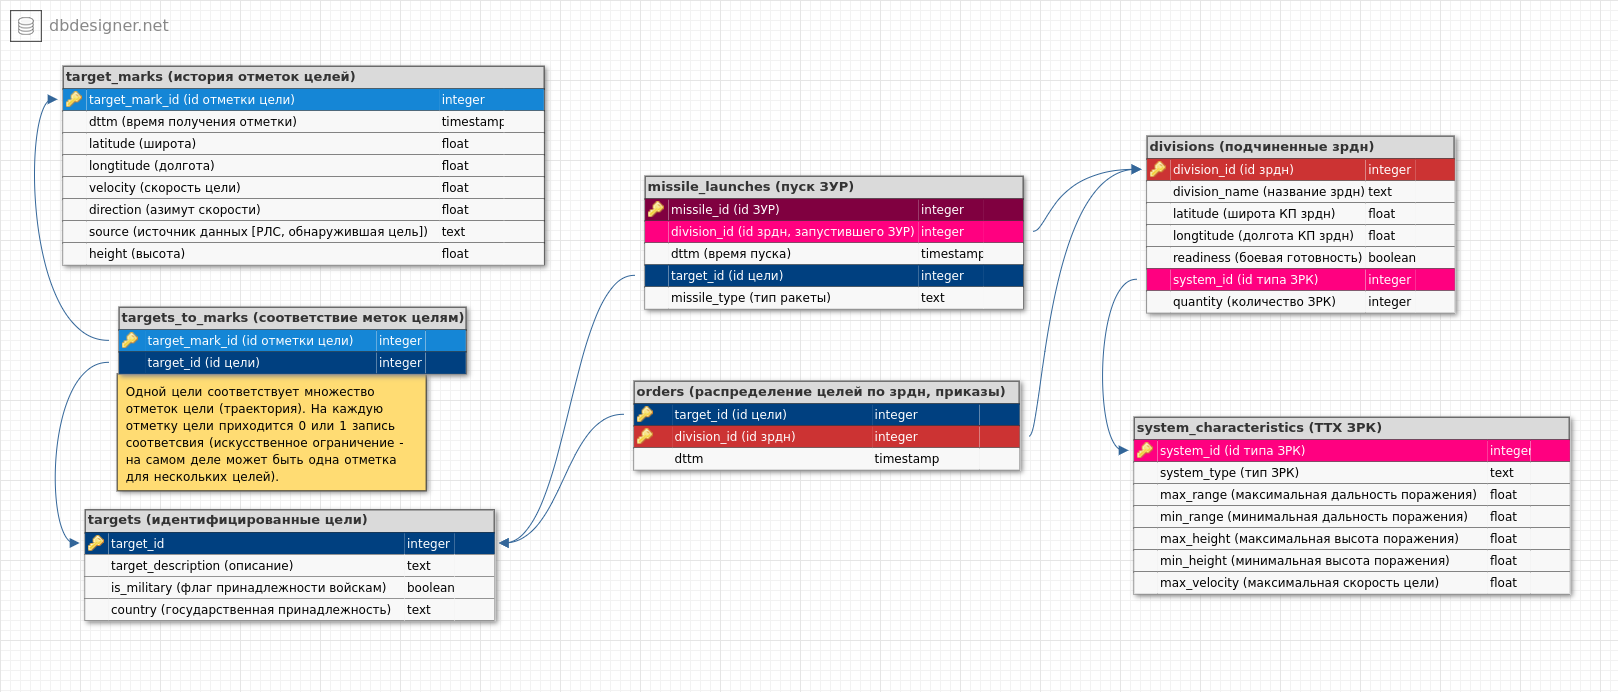 dbdesigner.net
target_marks (история отметок целей)
target_mark_id (id отметки цели) integer
dttm (время получения отметки) timestamp
latitude (широта) float
longtitude (долгота) float
velocity (скорость цели) float
direction (азимут скорости) float
source (источник данных [РЛС, обнаружившая цель]) text
height (высота) float
targets_to_marks (соответствие меток целям)
target_mark_id (id отметки цели) integer
target_id (id цели) integer
Одной цели соответствует множество
отметок цели (траектория). На каждую
отметку цели приходится 0 или 1 запись
соответсвия (искусственное ограничение -
на самом деле может быть одна отметка
для нескольких целей).
targets (идентифицированные цели)
target_id integer
target_description (описание) text
is_military (флаг принадлежности войскам) boolean
country (государственная принадлежность) text
missile_launches (пуск ЗУР)
missile_id (id ЗУР) integer
division_id (id зрдн, запустившего ЗУР) integer
dttm (время пуска) timestamp
target_id (id цели) integer
missile_type (тип ракеты) text
orders (распределение целей по зрдн, приказы)
target_id (id цели) integer
division_id (id зрдн) integer
dttm timestamp
divisions (подчиненные зрдн)
division_id (id зрдн) integer
division_name (название зрдн) text
latitude (широта КП зрдн) float
longtitude (долгота КП зрдн) float
readiness (боевая готовность) boolean
system_id (id типа ЗРК) integer
quantity (количество ЗРК) integer
system_characteristics (ТТХ ЗРК)
system_id (id типа ЗРК) integer
system_type (тип ЗРК) text
max_range (максимальная дальность поражения) float
min_range (минимальная дальность поражения) float
max_height (максимальная высота поражения) float
min_height (минимальная высота поражения) float
max_velocity (максимальная скорость цели) float